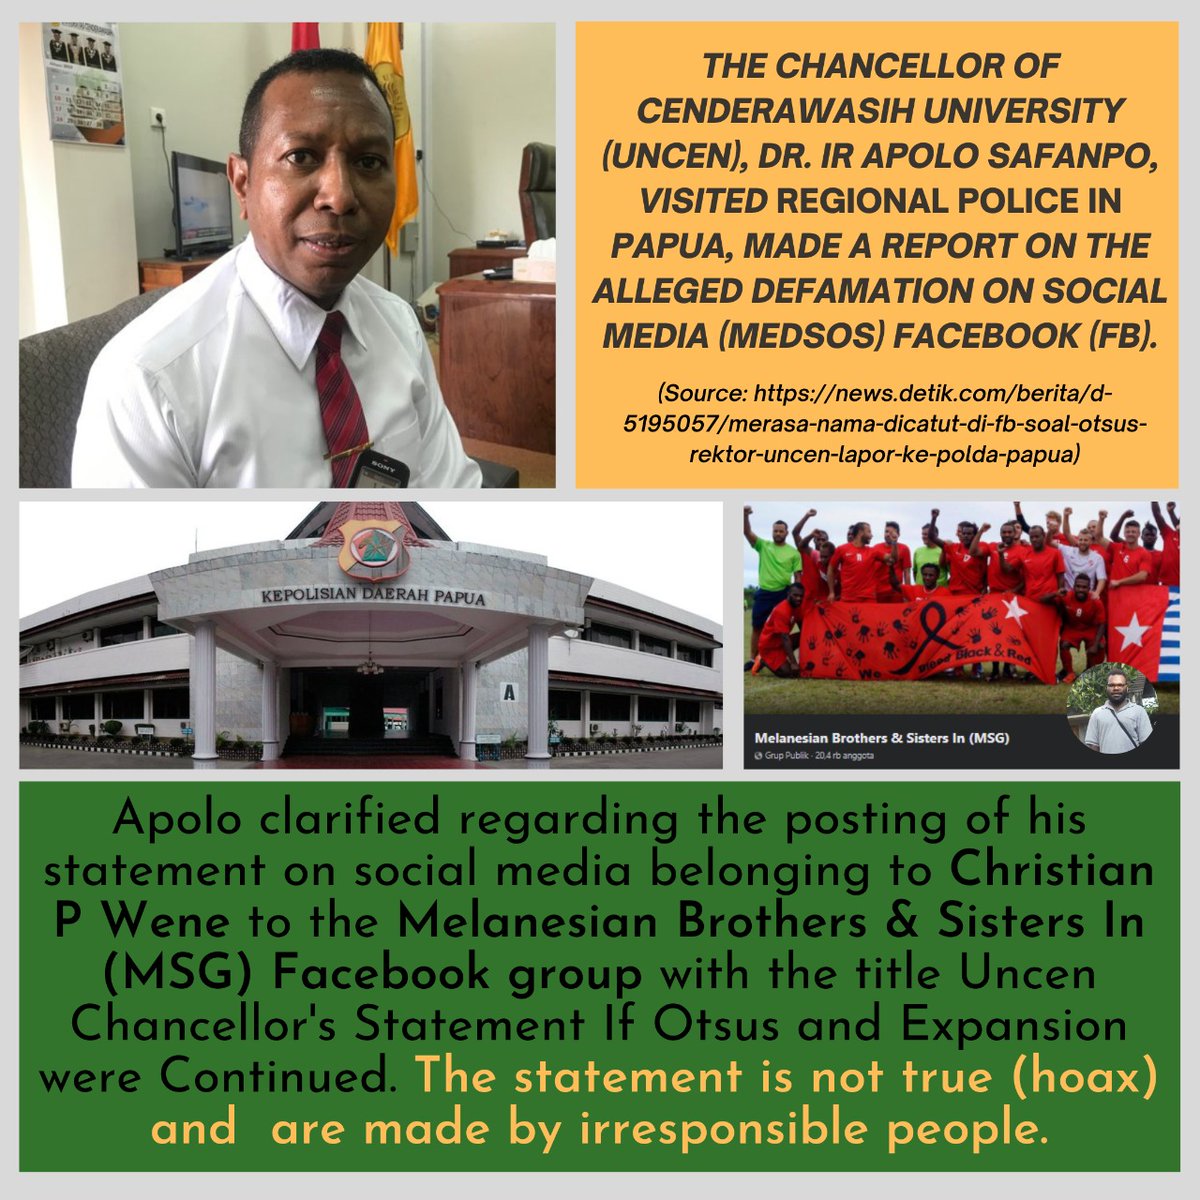 THE CHANCELLOR OF
CENDERAWASIH UNIVERSITY
(UNCEN), DR. IR APOLO SAFANPO,
VISITED REGIONAL POLICE IN
PAPUA, MADE A REPORT ON THE
ALLEGED DEFAMATION ON SOCIAL
MEDIA (MEDSOS) FACEBOOK (FB).
(Source: https://news.detik.com/berita/d-
5195057/merasa-nama-dicatut-di-fb-soal-otsus-
rektor-uncen-lapor-ke-polda-papua)
SONY
KEPOLISIAN DAERAH PAPUA
A
Black & Red
We
Melanesian Brothers & Sisters In (MSG)
Grup Publik · 20,4 rb anggota
Apolo clarified regarding the posting of his
statement on social media belonging to Christian
P Wene to the Melanesian Brothers & Sisters In
(MSG) Facebook group with the title Uncen
Chancellor's Statement If Otsus and Expansion
were Continued. The statement is not true (hoax)
and are made by irresponsible people.